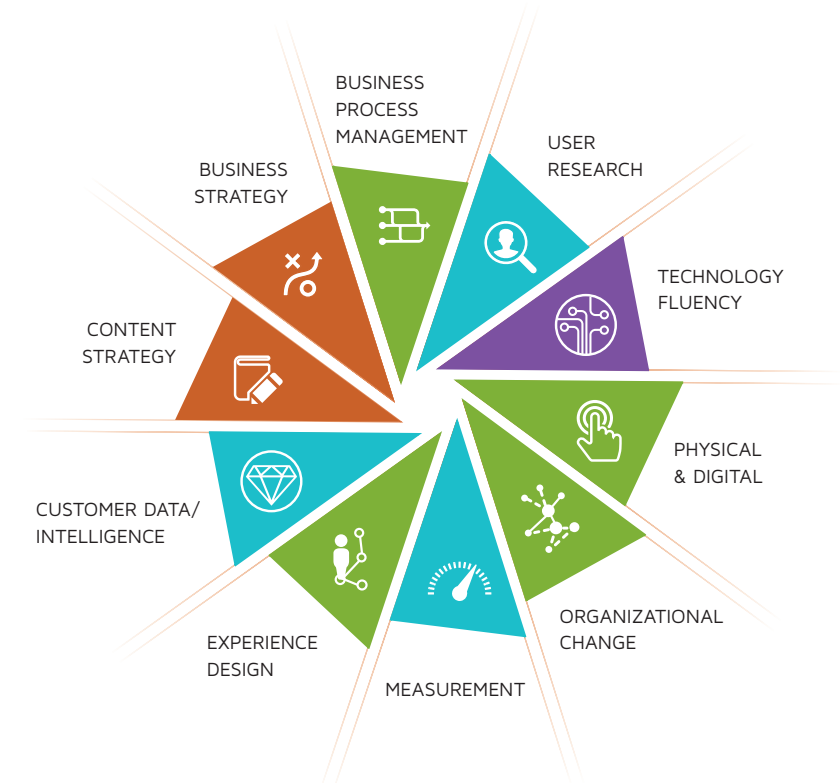 BUSINESS
PROCESS
MANAGEMENT
USER
RESEARCH
TECHNOLOGY
FLUENCY
PHYSICAL
& DIGITAL
ORGANIZATIONAL
CHANGE
MEASUREMENT
EXPERIENCE
DESIGN
CUSTOMER DATA/
INTELLIGENCE
CONTENT
STRATEGY
BUSINESS
STRATEGY